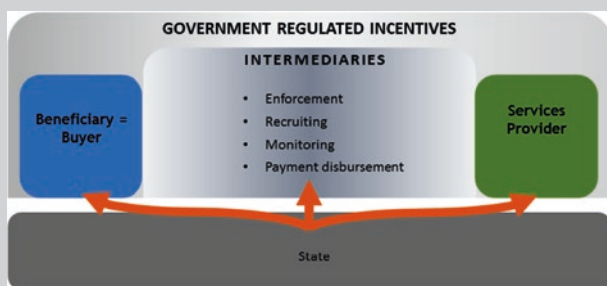 GOVERNMENT REGULATED INCENTIVES
INTERMEDIARIES
Beneficiary =
Buyer
• Enforcement
• Recruiting
• Monitoring
• Payment disbursement
Services
Provider
State